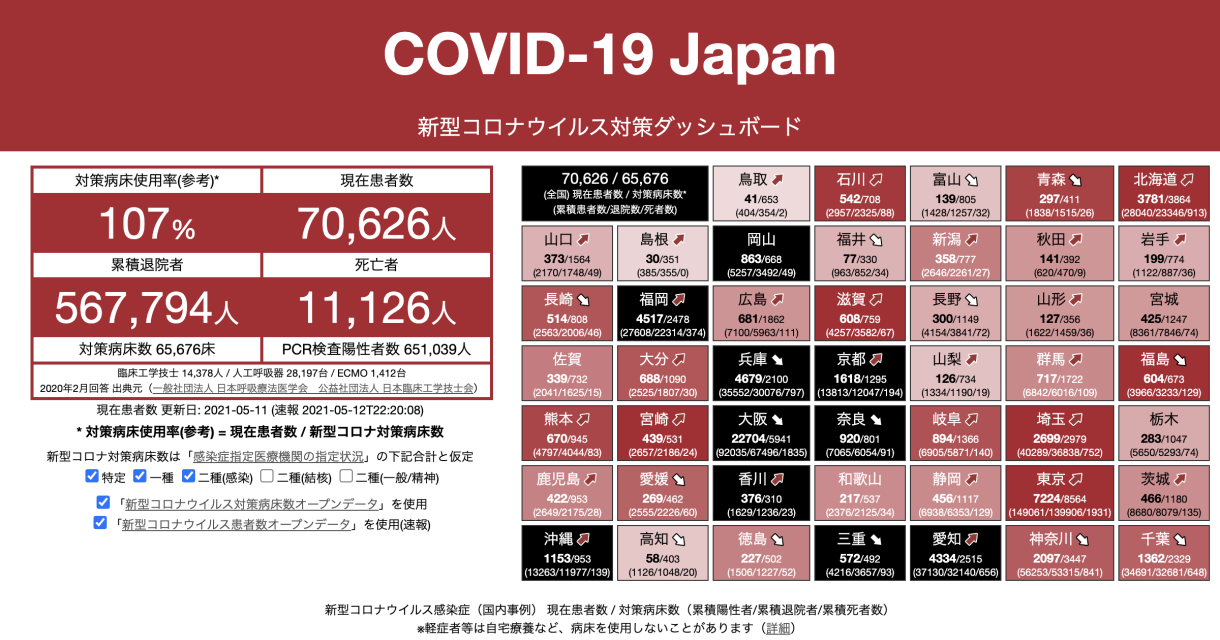 COVID-19 Japan
新型コロナウイルス対策ダッシュボード
対策病床使用率(参考)*
現在患者数
107%
70,626人
累積退院者
死亡者
567,794人
11,126人
対策病床数 65,676床
PCR検査陽性者数 651,039人
臨床工学技士 14,378人 / 人工呼吸器 28,197台 / ECMO 1,412台
2020年2月回答 出典元（一般社団法人 日本呼吸療法医学会　公益社団法人 日本臨床工学技士会）
現在患者数 更新日: 2021-05-11 (速報 2021-05-12T22:20:08)
* 対策病床使用率(参考) = 現在患者数 / 新型コロナ対策病床数
新型コロナ対策病床数は「感染症指定医療機関の指定状況」の下記合計と仮定
特定 一種 二種(感染) 二種(結核) 二種(一般/精神)
「新型コロナウイルス対策病床数オープンデータ」を使用
「新型コロナウイルス患者数オープンデータ」を使用(速報)
70,626 / 65,676
(全国) 現在患者数 / 対策病床数*
(累積患者数/退院数/死者数)
鳥取
41/653
(404/354/2)
石川
542/708
(2957/2325/88)
富山
139/805
(1428/1257/32)
青森
297/411
(1838/1515/26)
北海道
3781/3864
(28040/23346/913)
山口
373/1564
(2170/1748/49)
島根
30/351
(385/355/0)
岡山
863/668
(5257/3492/49)
福井
77/330
(963/852/34)
新潟
358/777
(2646/2261/27)
秋田
141/392
(620/470/9)
岩手
199/774
(1122/887/36)
長崎
514/808
(2563/2006/46)
福岡
4517/2478
(27608/22314/374)
広島
681/1862
(7100/5963/111)
滋賀
608/759
(4257/3582/67)
長野
300/1149
(4154/3841/72)
山形
127/356
(1622/1459/36)
宮城
425/1247
(8361/7846/74)
佐賀
339/732
(2041/1625/15)
大分
688/1090
(2525/1807/30)
兵庫
4679/2100
(35552/30076/797)
京都
1618/1295
(13813/12047/194)
山梨
126/734
(1334/1190/19)
群馬
717/1722
(6842/6016/109)
福島
604/673
(3966/3233/129)
熊本
670/945
(4797/4044/83)
宮崎
439/531
(2657/2186/24)
大阪
22704/5941
(92035/67496/1835)
奈良
920/801
(7065/6054/91)
岐阜
894/1366
(6905/5871/140)
埼玉
2699/2979
(40289/36838/752)
栃木
283/1047
(5650/5293/74)
鹿児島
422/953
(2649/2175/28)
愛媛
269/462
(2555/2226/60)
香川
376/310
(1629/1236/23)
和歌山
217/537
(2376/2125/34)
静岡
456/1117
(6938/6353/129)
東京
7224/8564
(149061/139906/1931)
茨城
466/1180
(8680/8079/135)
沖縄
1153/953
(13263/11977/139)
高知
58/403
(1126/1048/20)
徳島
227/502
(1506/1227/52)
三重
572/492
(4216/3657/93)
愛知
4334/2515
(37130/32140/656)
神奈川
2097/3447
(56253/53315/841)
千葉
1362/2329
(34691/32681/648)
新型コロナウイルス感染症（国内事例） 現在患者数 / 対策病床数（累積陽性者/累積退院者/累積死者数）
※軽症者等は自宅療養など、病床を使用しないことがあります（詳細）